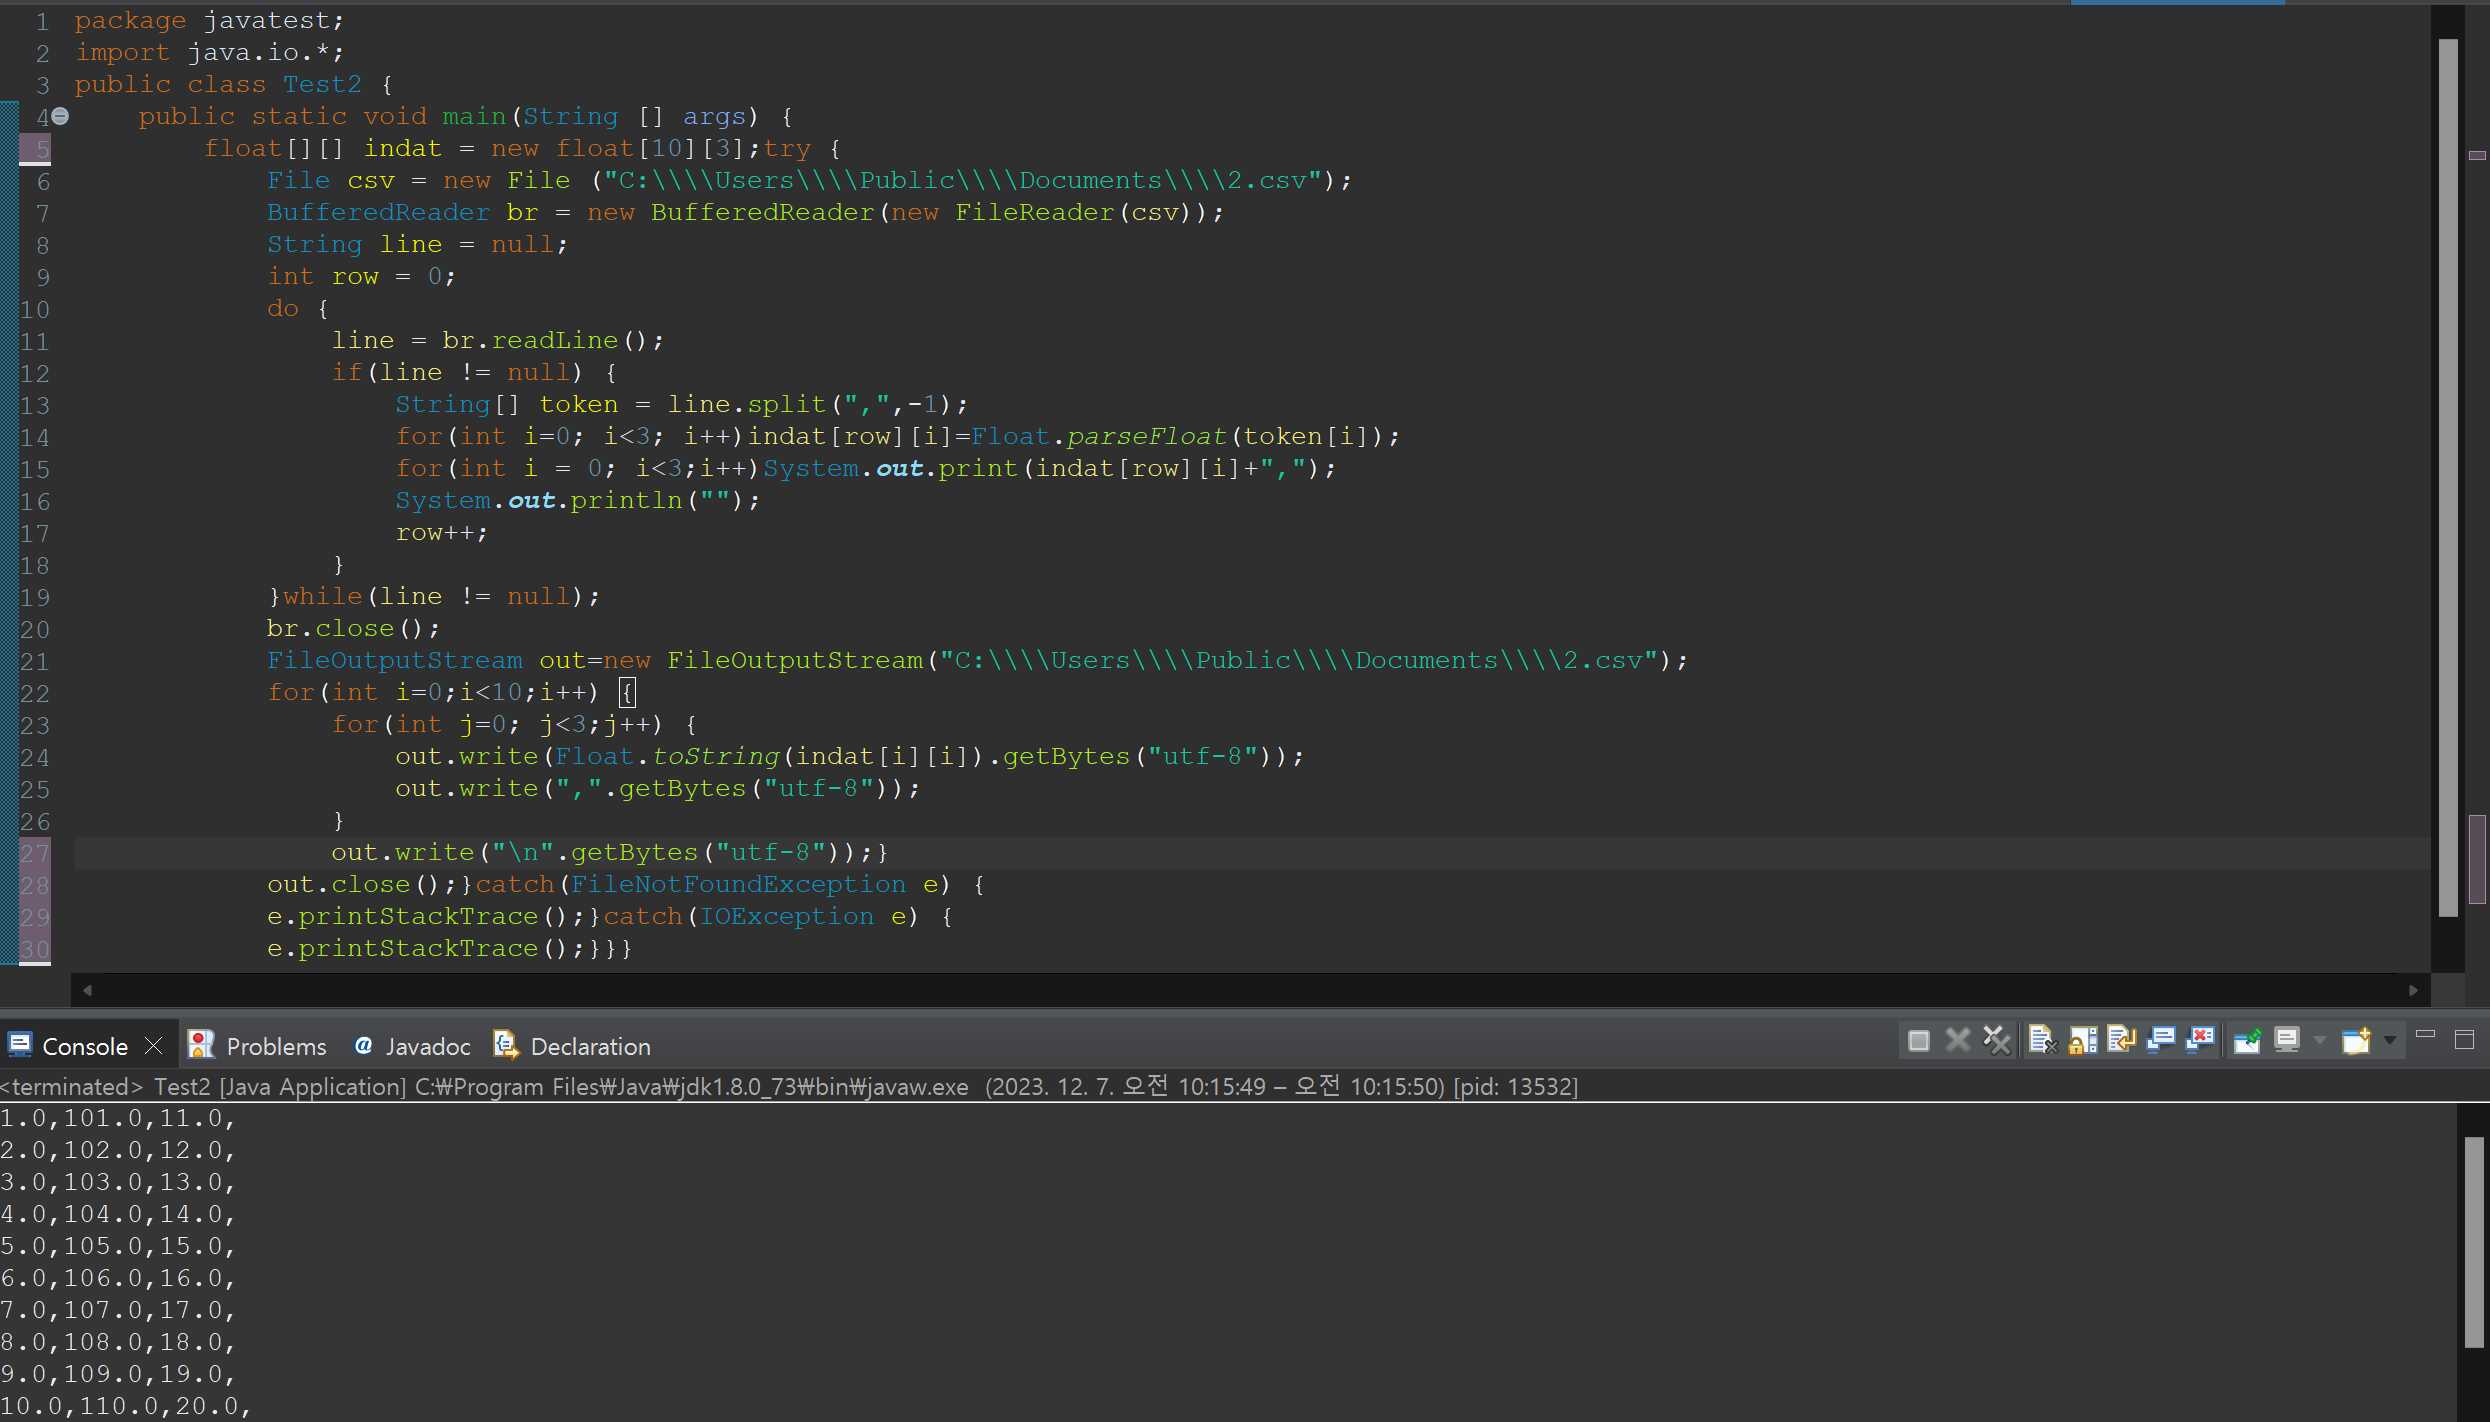 1 package javatest;
2 import java.io.*;
3 public class Test2 {
4 public static void main(String [] args) {
5 float[][] indat = new float[10][3];try {
6 File csv = new File ("C:\\\\Users\\\\Public\\\\Documents\\\\2.csv");
7 BufferedReader br = new BufferedReader(new FileReader(csv));
8 String line = null;
9 int row = 0;
10 do {
11 line = br.readLine();
12 if(line != null) {
13 String[] token = line.split(",",-1);
14 for(int i=0; i<3; i++)indat[row][i]=Float.parseFloat(token[i]);
15 for(int i = 0; i<3;i++)System.out.print(indat[row][i]+",");
16 System.out.println("");
17 row++;
18 }
19 }while(line != null);
20 br.close();
21 FileOutputStream out=new FileOutputStream("C:\\\\Users\\\\Public\\\\Documents\\\\2.csv");
22 for(int i=0;i<10;i++) {
23 for(int j=0; j<3;j++) {
24 out.write(Float.toString(indat[i][i]).getBytes("utf-8"));
25 out.write(",".getBytes("utf-8"));
26 }
27 out.write("\n".getBytes("utf-8"));}
28 out.close();}catch(FileNotFoundException e) {
29 e.printStackTrace();}catch(IOException e) {
30 e.printStackTrace();}}}
Console Problems @ Javadoc Declaration
<terminated> Test2 [Java Application] C:₩Program Files₩Java₩jdk1.8.0_73₩bin₩javaw.exe (2023. 12. 7. 오전 10:15:49 – 오전 10:15:50) [pid: 13532]
1.0,101.0,11.0,
2.0,102.0,12.0,
3.0,103.0,13.0,
4.0,104.0,14.0,
5.0,105.0,15.0,
6.0,106.0,16.0,
7.0,107.0,17.0,
8.0,108.0,18.0,
9.0,109.0,19.0,
10.0,110.0,20.0,